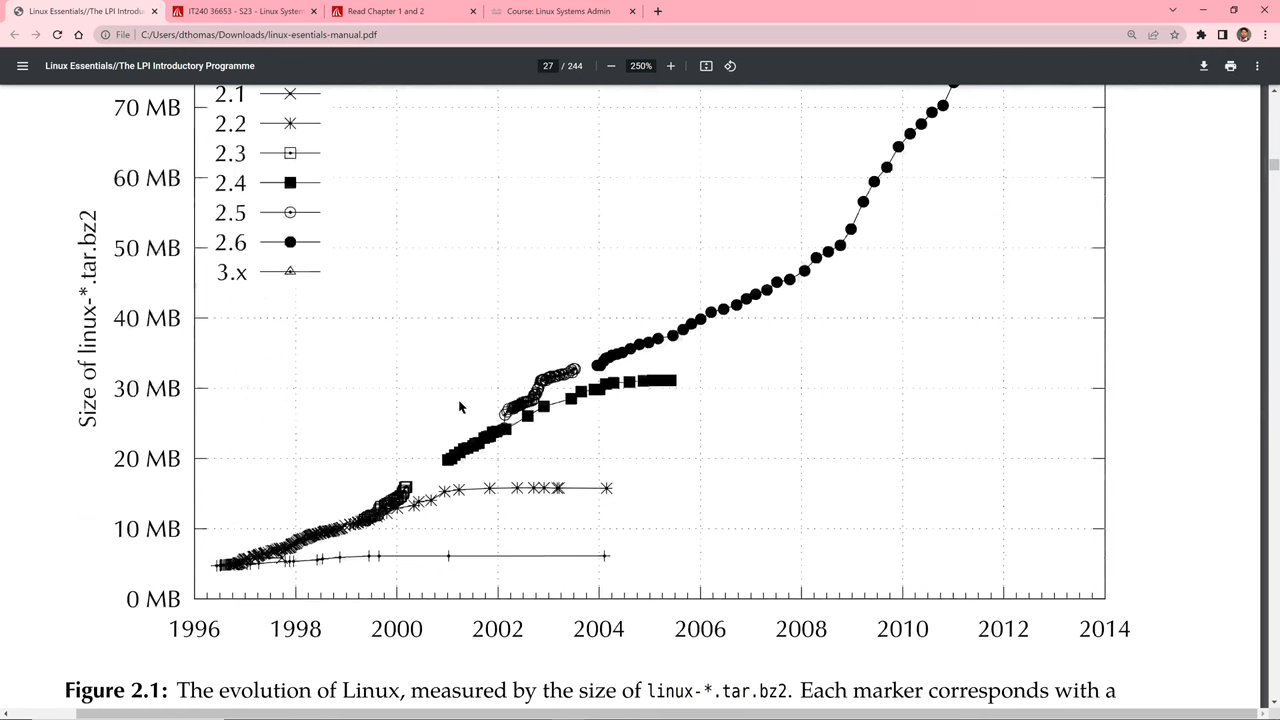 Linux Essentials//The LPI Introdu
IT240 36653 - S23 - Linux System
Read Chapter 1 and 2
Course: Linux Systems Admin
File
C:/Users/dthomas/Downloads/linux-esentials-manual.pdf
Linux Essentials//The LPI Introductory Programme
27 / 244
250%
2.1
2.2
2.3
2.4
2.5
2.6
3.x
Size of linux-*.tar.bz2
70 MB
60 MB
50 MB
40 MB
30 MB
20 MB
10 MB
0 MB
1996 1998 2000 2002 2004 2006 2008 2010 2012 2014
Figure 2.1: The evolution of Linux, measured by the size of linux-*.tar.bz2. Each marker corresponds with a